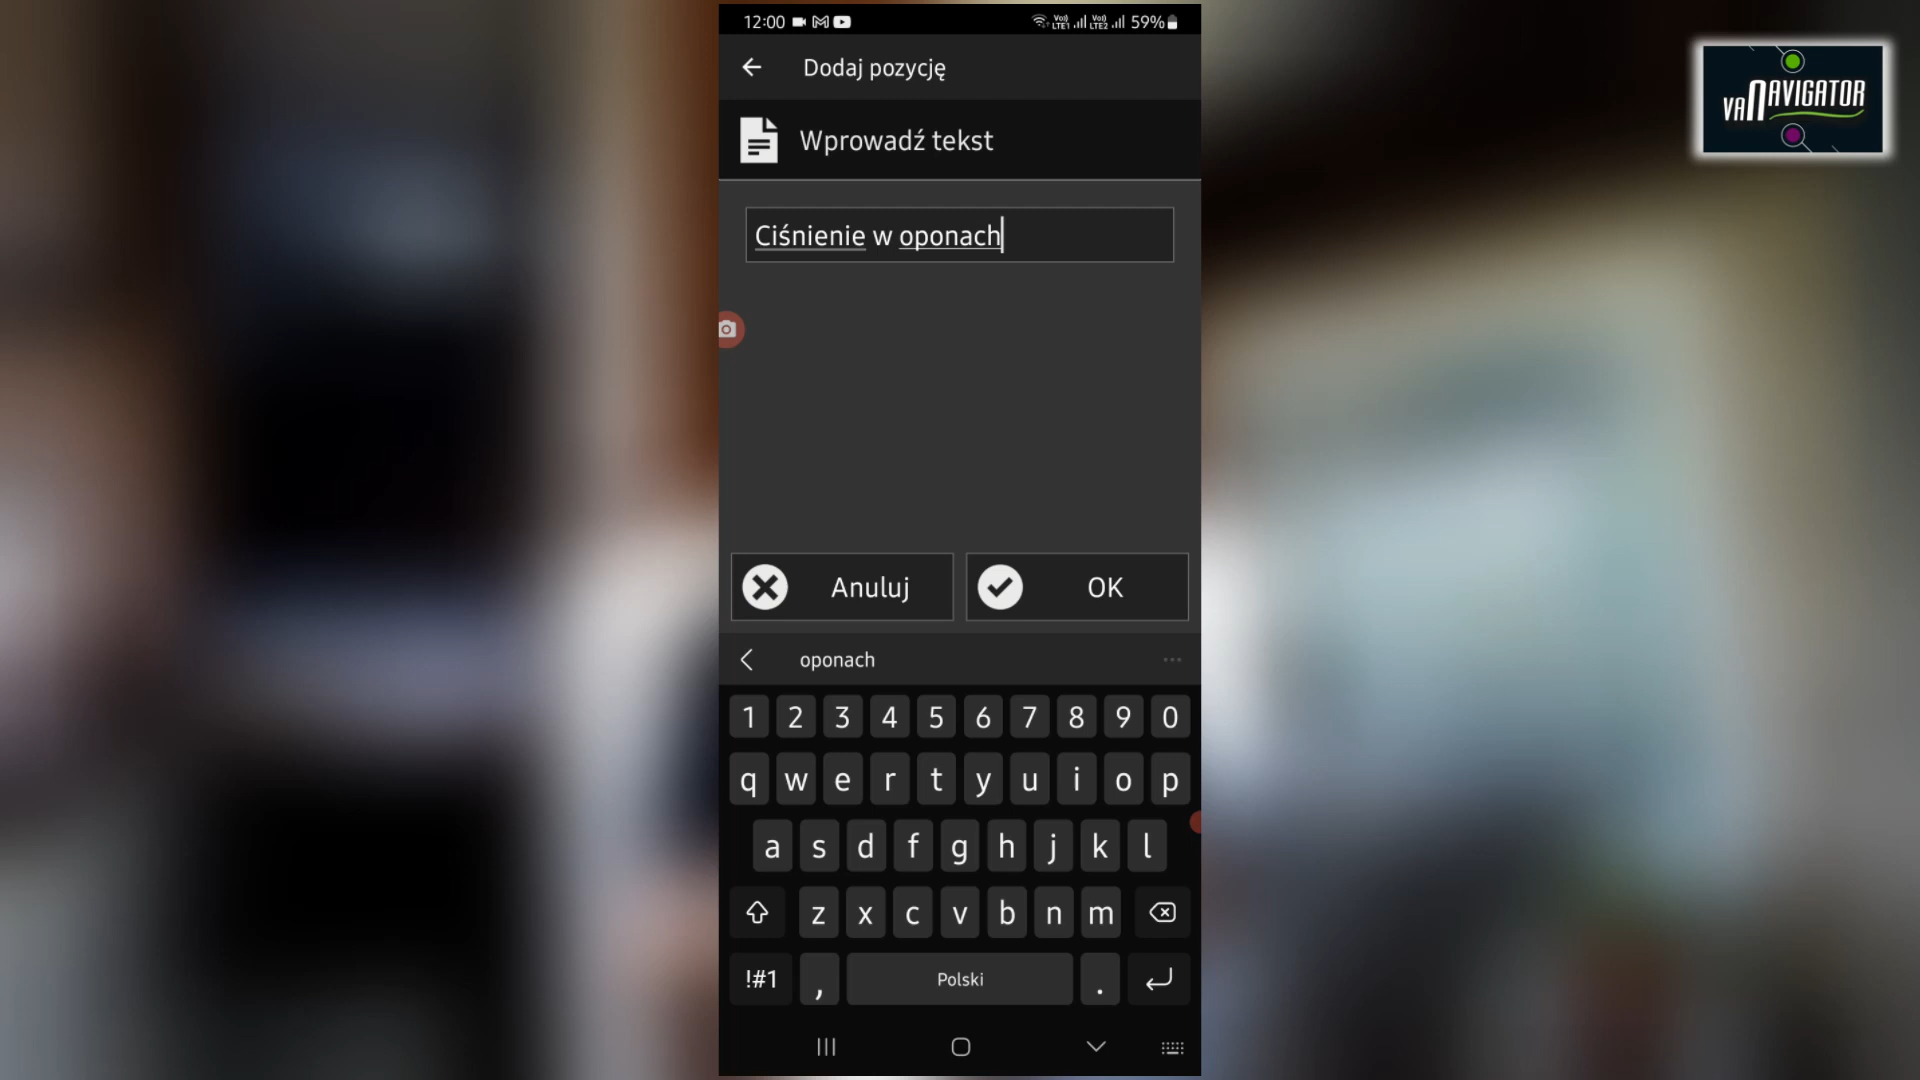 12:00 59%
VANAVIGATOR
Dodaj pozycję
Wprowadź tekst
Ciśnienie w oponach
Anuluj OK
oponach
1 2 3 4 5 6 7 8 9 0
q w e r t y u i o p
a s d f g h j k l
z x c v b n m
!#1 , Polski .